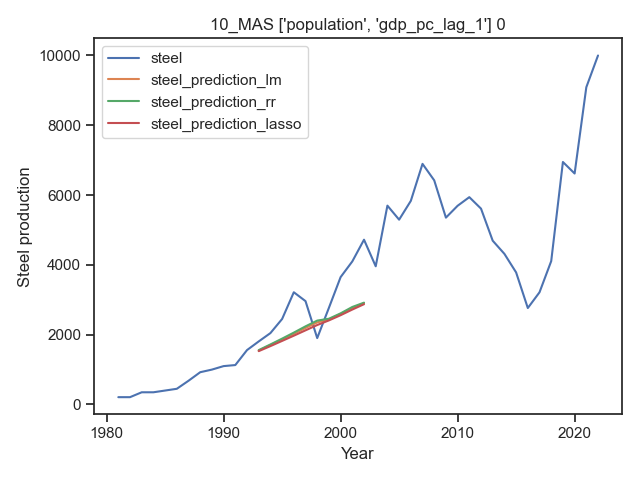 10_MAS ['population', 'gdp_pc_lag_1'] 0
steel
steel_prediction_lm
steel_prediction_rr
steel_prediction_lasso
10000
8000
6000
4000
2000
0
Steel production
1980
1990
2000
2010
2020
Year